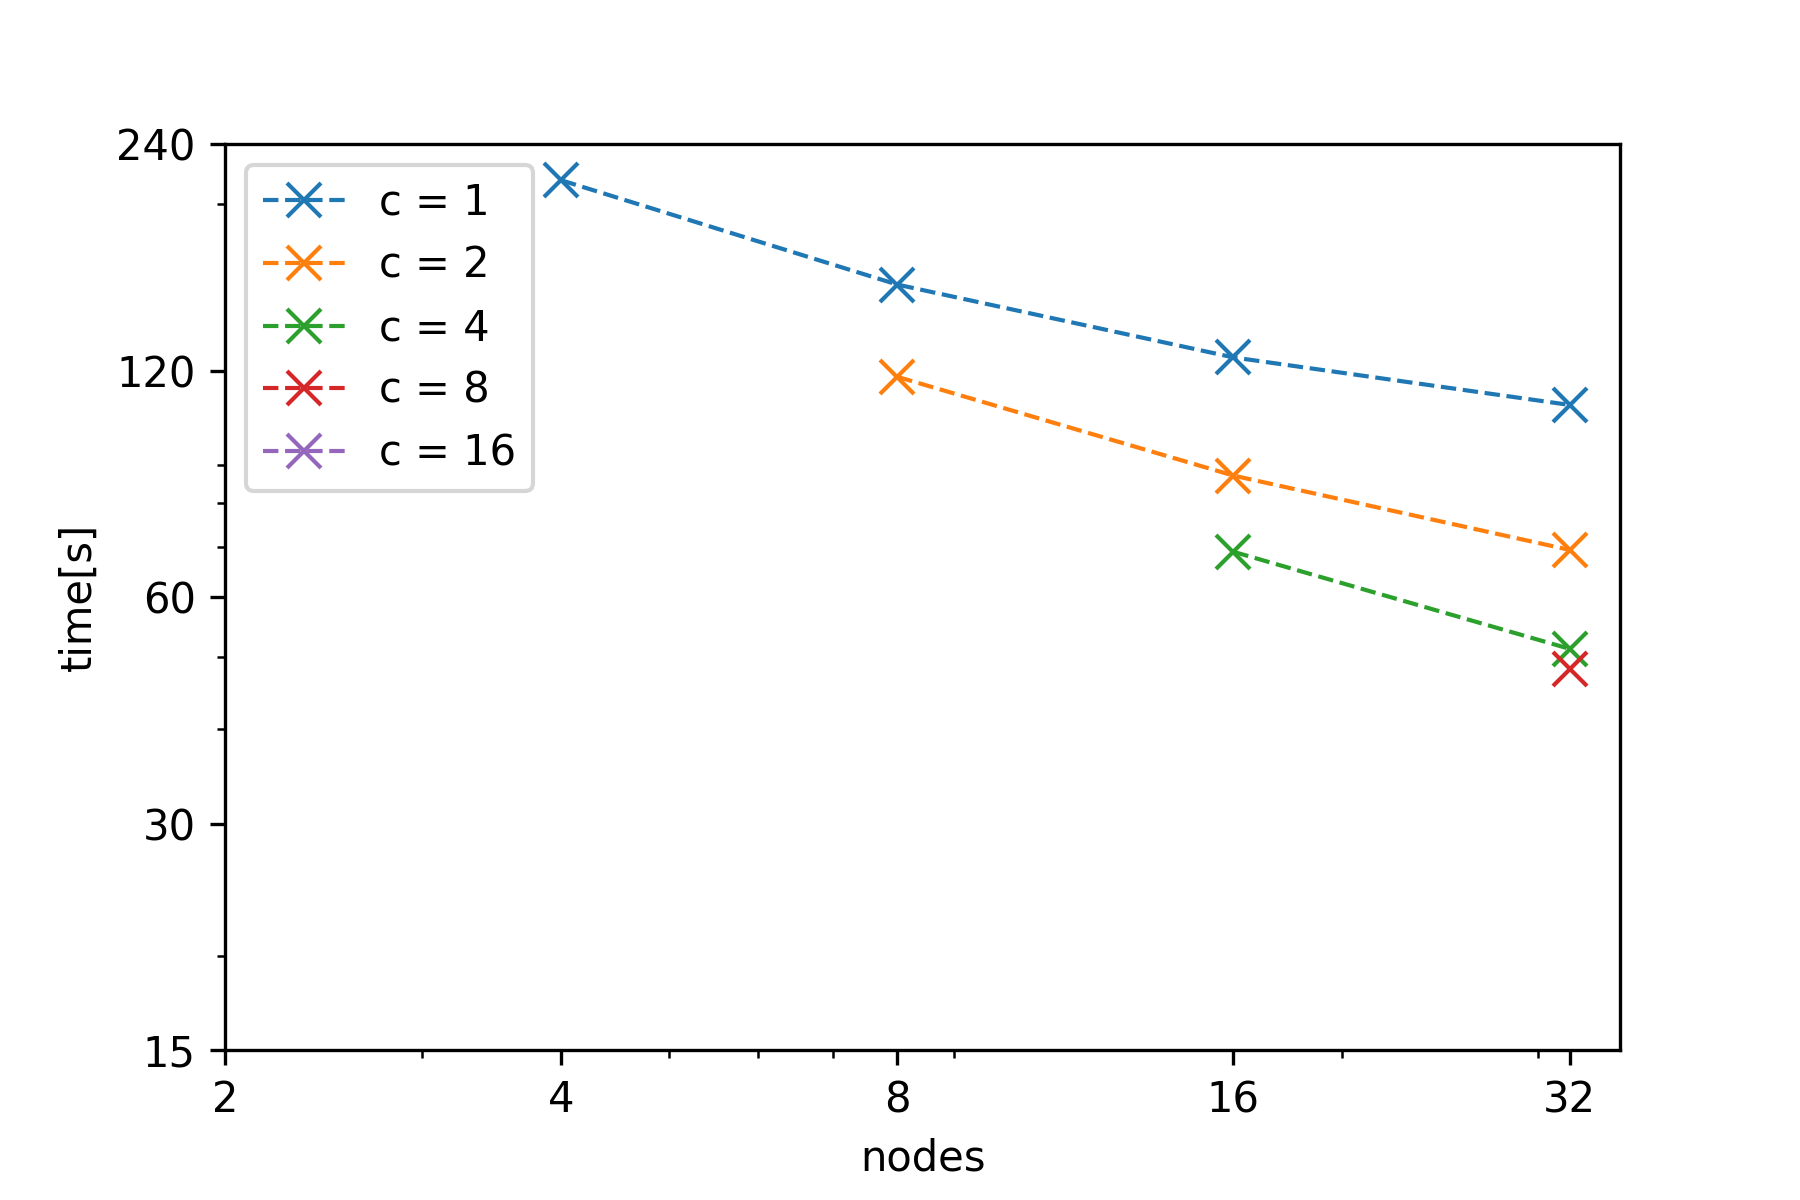 240
120
60
30
15
time[s]
c = 1
c = 2
c = 4
c = 8
c = 16
2 4 8 16 32
nodes